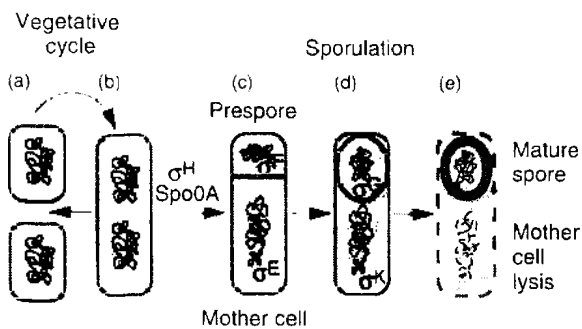 Vegetative
cycle
Sporulation
(a)
(b)
(c)
(d)
(e)
Prespore
σH
Spo0A
σE
σK
Mother cell
Mature
spore
Mother
cell
lysis